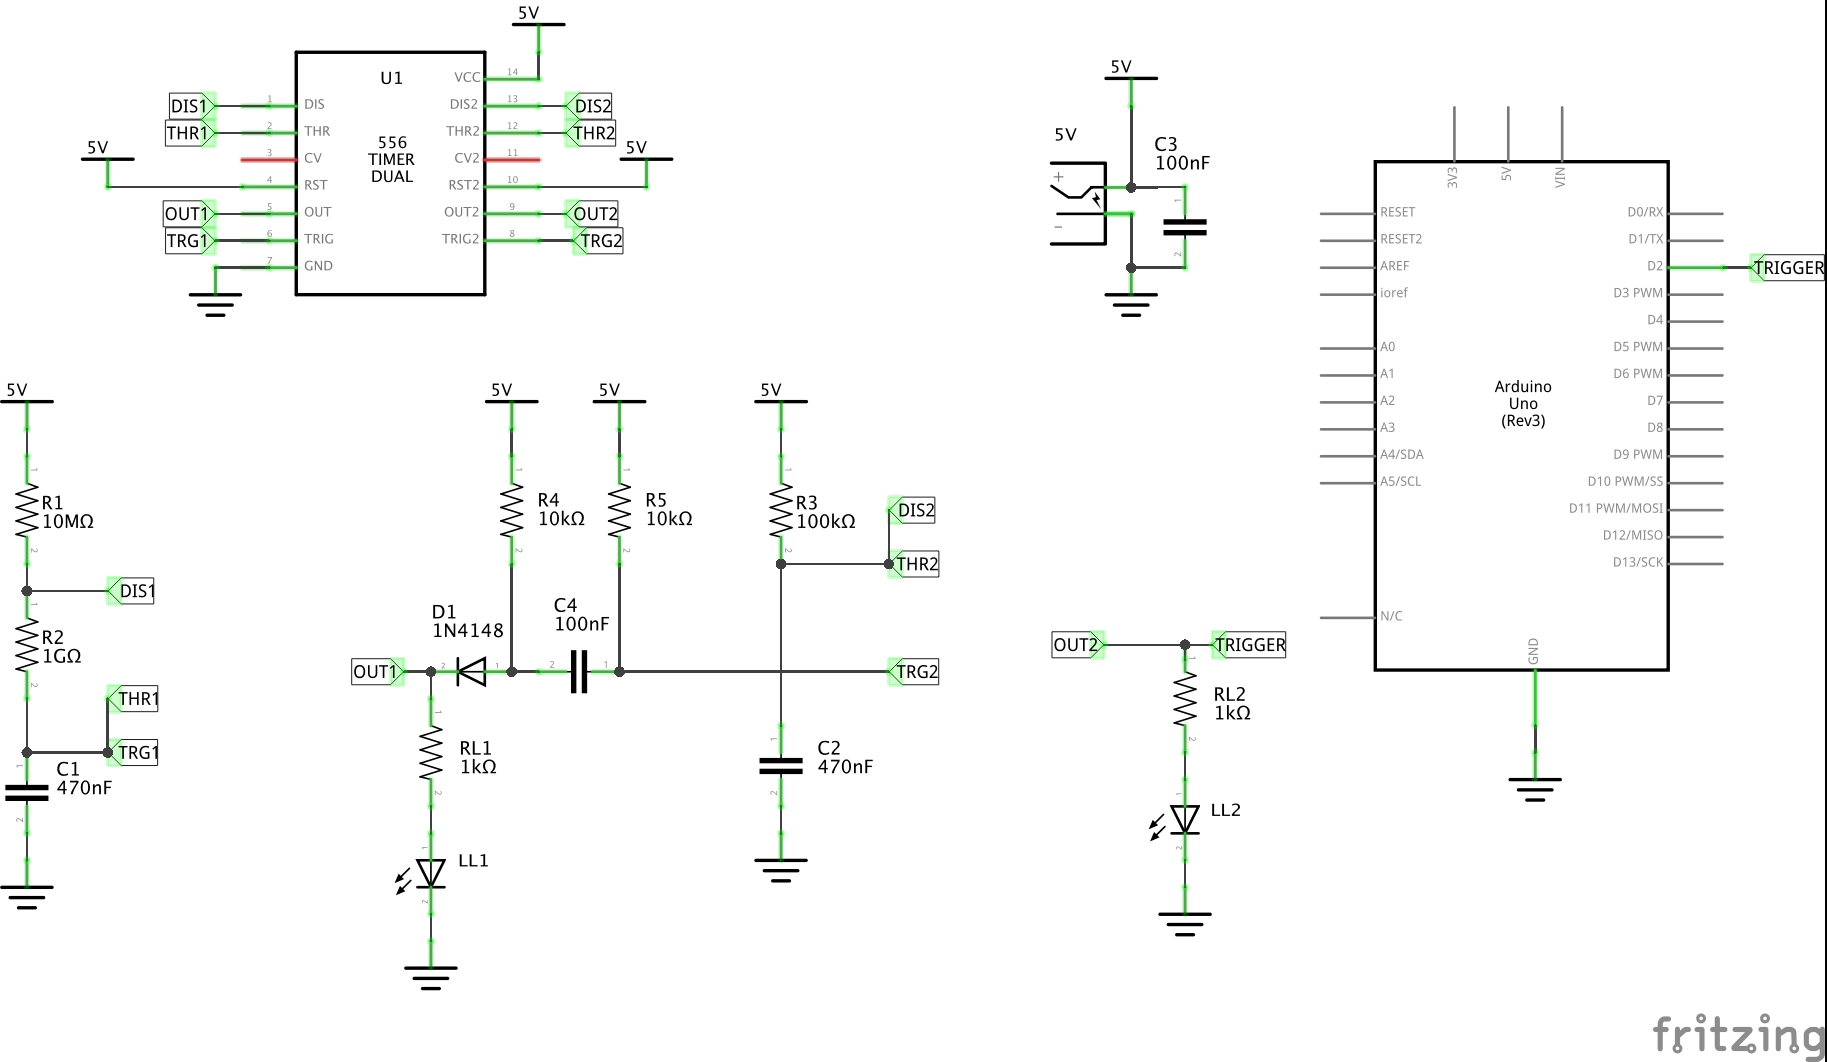 5V
U1
556
TIMER
DUAL
DIS1
1
DIS
THR1
2
THR
5V
3
CV
4
RST
OUT1
5
OUT
TRG1
6
TRIG
7
GND
VCC
14
DIS2
13
DIS2
THR2
12
THR2
CV2
11
5V
RST2
10
OUT2
9
OUT2
TRIG2
8
TRG2
5V
5V
+
-
C3
100nF
1
2
3V3
5V
VIN
RESET
RESET2
AREF
ioref
A0
A1
A2
A3
A4/SDA
A5/SCL
N/C
D0/RX
D1/TX
D2
TRIGGER
D3 PWM
D4
D5 PWM
D6 PWM
D7
D8
D9 PWM
D10 PWM/SS
D11 PWM/MOSI
D12/MISO
D13/SCK
Arduino
Uno
(Rev3)
GND
5V
1
R1
10MΩ
2
DIS1
1
R2
1GΩ
2
THR1
TRG1
1
C1
470nF
2
5V
1
R4
10kΩ
2
5V
1
R5
10kΩ
2
D1
1N4148
C4
100nF
OUT1
2
1
2
1
TRG2
1
RL1
1kΩ
2
1
LL1
2
5V
1
R3
100kΩ
2
DIS2
THR2
1
C2
470nF
2
OUT2
TRIGGER
1
RL2
1kΩ
2
1
LL2
2
fritzing